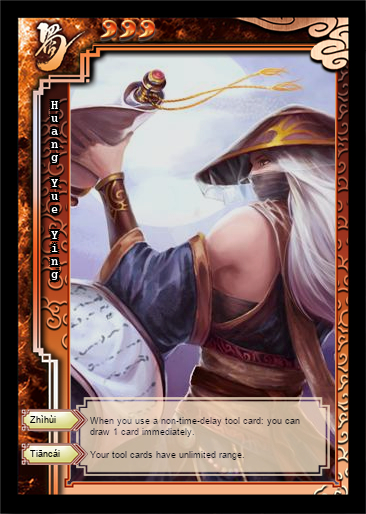 蜀
Huang Yue Ying
Zhìhùi
When you use a non-time-delay tool card: you can
draw 1 card immediately.
Tiāncái
Your tool cards have unlimited range.